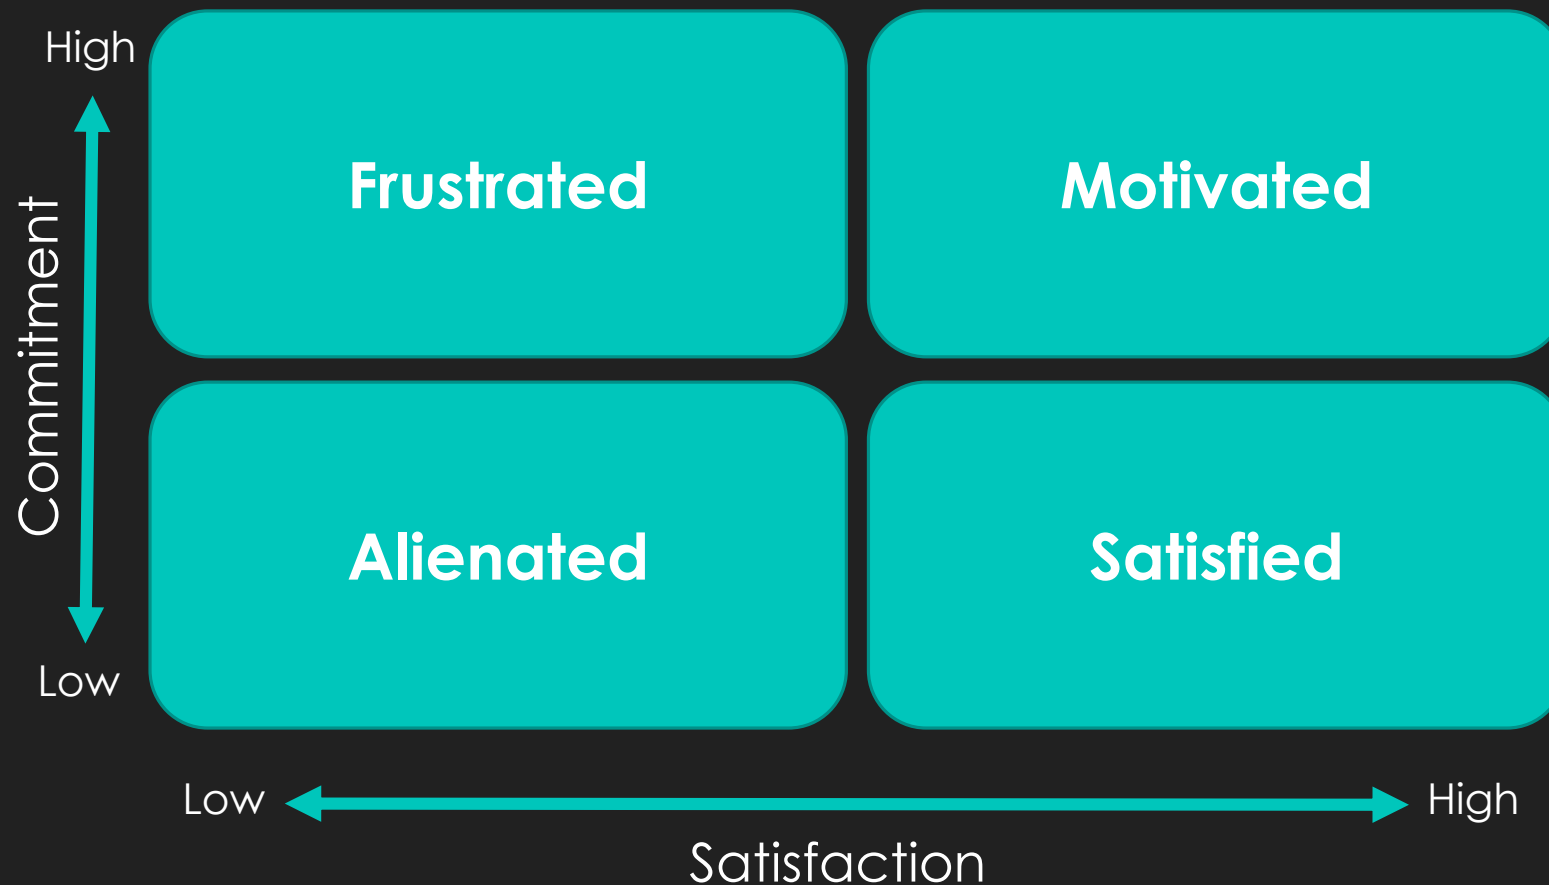 High
Frustrated
Motivated
Commitment
Alienated
Satisfied
Low
Low
High
Satisfaction